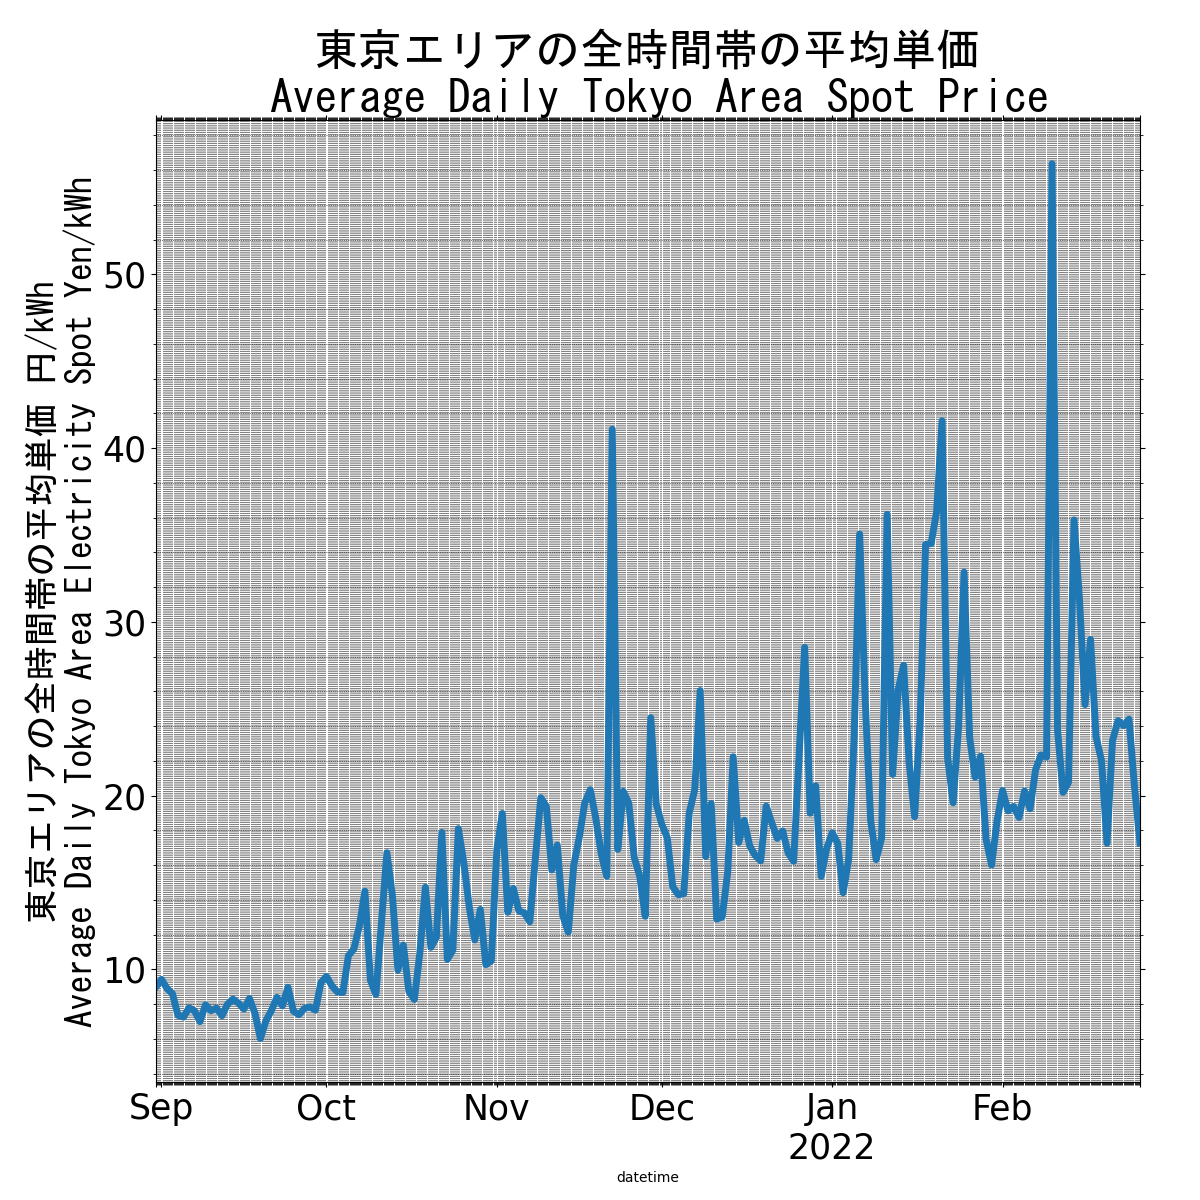 東京エリアの全時間帯の平均単価
Average Daily Tokyo Area Spot Price
東京エリアの全時間帯の平均単価 円/kWh
Average Daily Tokyo Area Electricity Spot Yen/kWh
50
40
30
20
10
Sep Oct Nov Dec Jan Feb
2022
datetime